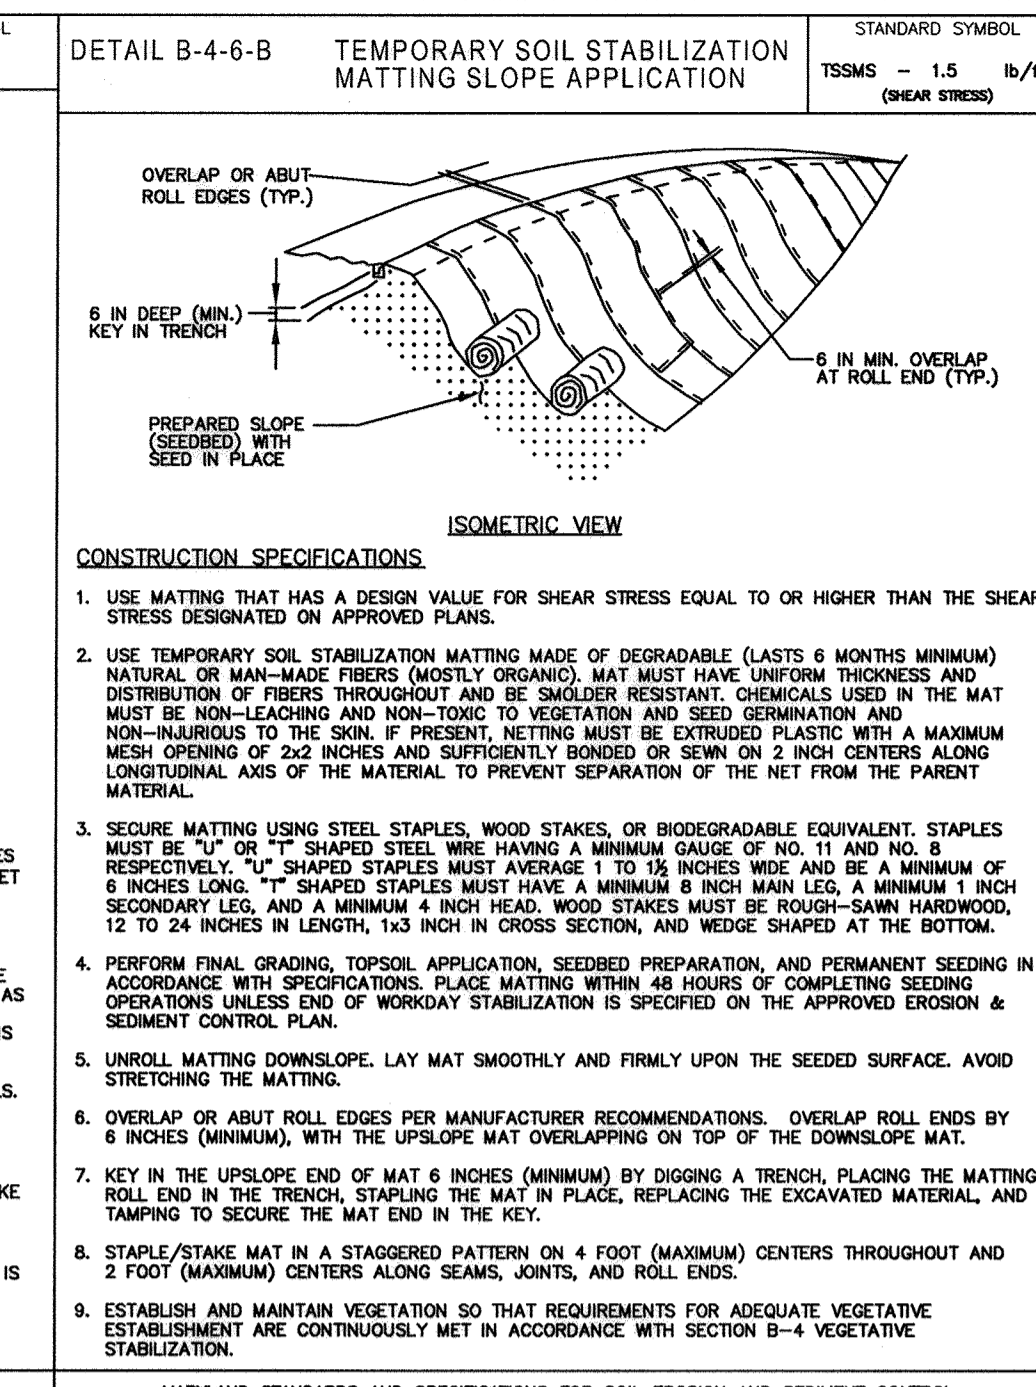 DETAIL B-4-6-B
TEMPORARY SOIL STABILIZATION
MATTING SLOPE APPLICATION
STANDARD SYMBOL
TSSMS - 1.5 lb/f
(SHEAR STRESS)
OVERLAP OR ABUT
ROLL EDGES (TYP.)
6 IN DEEP (MIN.)
KEY IN TRENCH
6 IN MIN. OVERLAP
AT ROLL END (TYP.)
PREPARED SLOPE
(SEEDBED) WITH
SEED IN PLACE
ISOMETRIC VIEW
CONSTRUCTION SPECIFICATIONS
1. USE MATTING THAT HAS A DESIGN VALUE FOR SHEAR STRESS EQUAL TO OR HIGHER THAN THE SHEAR
STRESS DESIGNATED ON APPROVED PLANS.
2. USE TEMPORARY SOIL STABILIZATION MATTING MADE OF DEGRADABLE (LASTS 6 MONTHS MINIMUM)
NATURAL OR MAN-MADE FIBERS (MOSTLY ORGANIC). MAT MUST HAVE UNIFORM THICKNESS AND
DISTRIBUTION OF FIBERS THROUGHOUT AND BE SMOLDER RESISTANT. CHEMICALS USED IN THE MAT
MUST BE NON-LEACHING AND NON-TOXIC TO VEGETATION AND SEED GERMINATION AND
NON-INJURIOUS TO THE SKIN. IF PRESENT, NETTING MUST BE EXTRUDED PLASTIC WITH A MAXIMUM
MESH OPENING OF 2x2 INCHES AND SUFFICIENTLY BONDED OR SEWN ON 2 INCH CENTERS ALONG
LONGITUDINAL AXIS OF THE MATERIAL TO PREVENT SEPARATION OF THE NET FROM THE PARENT
MATERIAL.
3. SECURE MATTING USING STEEL STAPLES, WOOD STAKES, OR BIODEGRADABLE EQUIVALENT. STAPLES
MUST BE "U" OR "T" SHAPED STEEL WIRE HAVING A MINIMUM GAUGE OF NO. 11 AND NO. 8
RESPECTIVELY. "U" SHAPED STAPLES MUST AVERAGE 1 TO 1½ INCHES WIDE AND BE A MINIMUM OF
6 INCHES LONG. "T" SHAPED STAPLES MUST HAVE A MINIMUM 8 INCH MAIN LEG, A MINIMUM 1 INCH
SECONDARY LEG, AND A MINIMUM 4 INCH HEAD. WOOD STAKES MUST BE ROUGH-SAWN HARDWOOD,
12 TO 24 INCHES IN LENGTH, 1x3 INCH IN CROSS SECTION, AND WEDGE SHAPED AT THE BOTTOM.
4. PERFORM FINAL GRADING, TOPSOIL APPLICATION, SEEDBED PREPARATION, AND PERMANENT SEEDING IN
ACCORDANCE WITH SPECIFICATIONS. PLACE MATTING WITHIN 48 HOURS OF COMPLETING SEEDING
OPERATIONS UNLESS END OF WORKDAY STABILIZATION IS SPECIFIED ON THE APPROVED EROSION &
SEDIMENT CONTROL PLAN.
5. UNROLL MATTING DOWNSLOPE. LAY MAT SMOOTHLY AND FIRMLY UPON THE SEEDED SURFACE. AVOID
STRETCHING THE MATTING.
6. OVERLAP OR ABUT ROLL EDGES PER MANUFACTURER RECOMMENDATIONS. OVERLAP ROLL ENDS BY
6 INCHES (MINIMUM), WITH THE UPSLOPE MAT OVERLAPPING ON TOP OF THE DOWNSLOPE MAT.
7. KEY IN THE UPSLOPE END OF MAT 6 INCHES (MINIMUM) BY DIGGING A TRENCH, PLACING THE MATTING
ROLL END IN THE TRENCH, STAPLING THE MAT IN PLACE, REPLACING THE EXCAVATED MATERIAL, AND
TAMPING TO SECURE THE MAT END IN THE KEY.
8. STAPLE/STAKE MAT IN A STAGGERED PATTERN ON 4 FOOT (MAXIMUM) CENTERS THROUGHOUT AND
2 FOOT (MAXIMUM) CENTERS ALONG SEAMS, JOINTS, AND ROLL ENDS.
9. ESTABLISH AND MAINTAIN VEGETATION SO THAT REQUIREMENTS FOR ADEQUATE VEGETATIVE
ESTABLISHMENT ARE CONTINUOUSLY MET IN ACCORDANCE WITH SECTION B-4 VEGETATIVE
STABILIZATION.